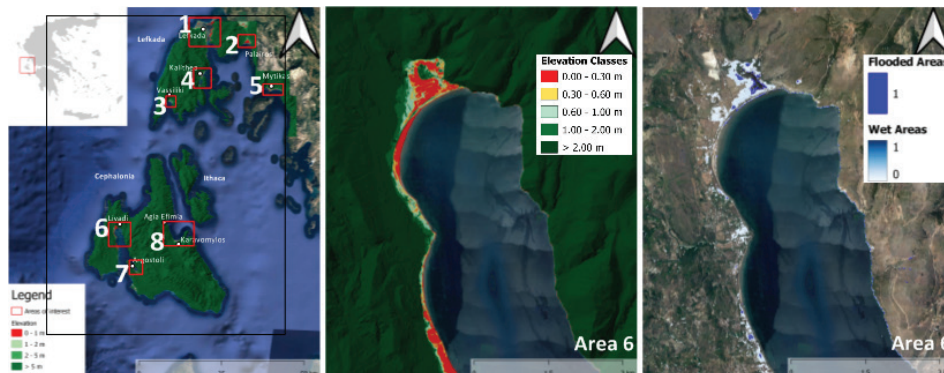 1
Lefkada
Lefkada
2
Palairos
Kalithea
4
Mytikas
5
Vassiliki
3
Cephalonia
Ithaca
Livadi
6
Agia Efimia
8
Karavomylos
7
Argostoli
Legend
Areas of interest
Elevation
0 - 1 m
1 - 2 m
2 - 5 m
> 5 m
Elevation Classes
0.00 - 0.30 m
0.30 - 0.60 m
0.60 - 1.00 m
1.00 - 2.00 m
> 2.00 m
Area 6
Flooded Areas
1
Wet Areas
1
0
Area 6